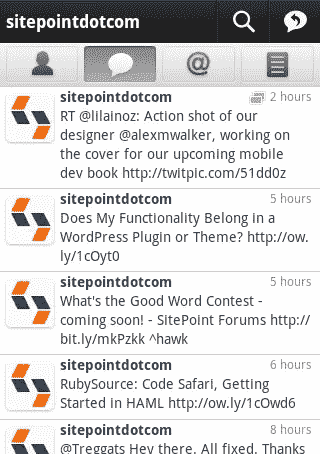 sitepointdotcom
@
sitepointdotcom 2 hours
RT @lilainoz: Action shot of our
designer @alexmwalker, working on
the cover for our upcoming mobile
dev book http://twitpic.com/51dd0z
sitepointdotcom 5 hours
Does My Functionality Belong in a
WordPress Plugin or Theme? http://ow.
ly/1cOyt0
sitepointdotcom 5 hours
What's the Good Word Contest -
coming soon! - SitePoint Forums http://
bit.ly/mkPzkk ^hawk
sitepointdotcom 6 hours
RubySource: Code Safari, Getting
Started in HAML http://ow.ly/1cOwd6
sitepointdotcom 8 hours
@Treggats Hey there. All fixed. Thanks